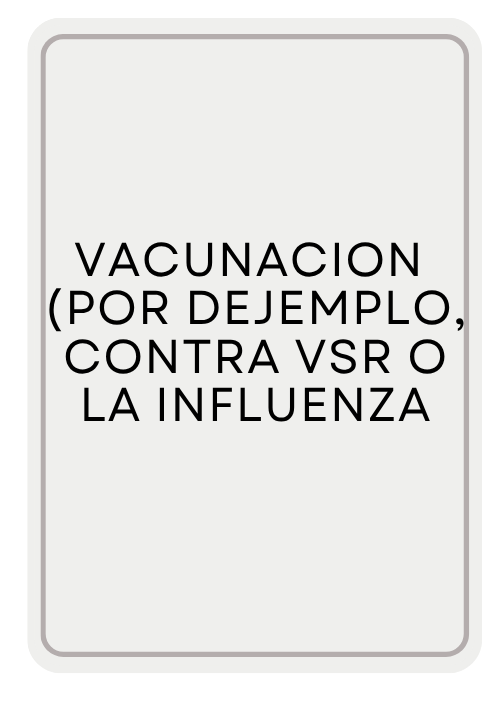 VACUNACION
(POR DEJEMPLO,
CONTRA VSR O
LA INFLUENZA